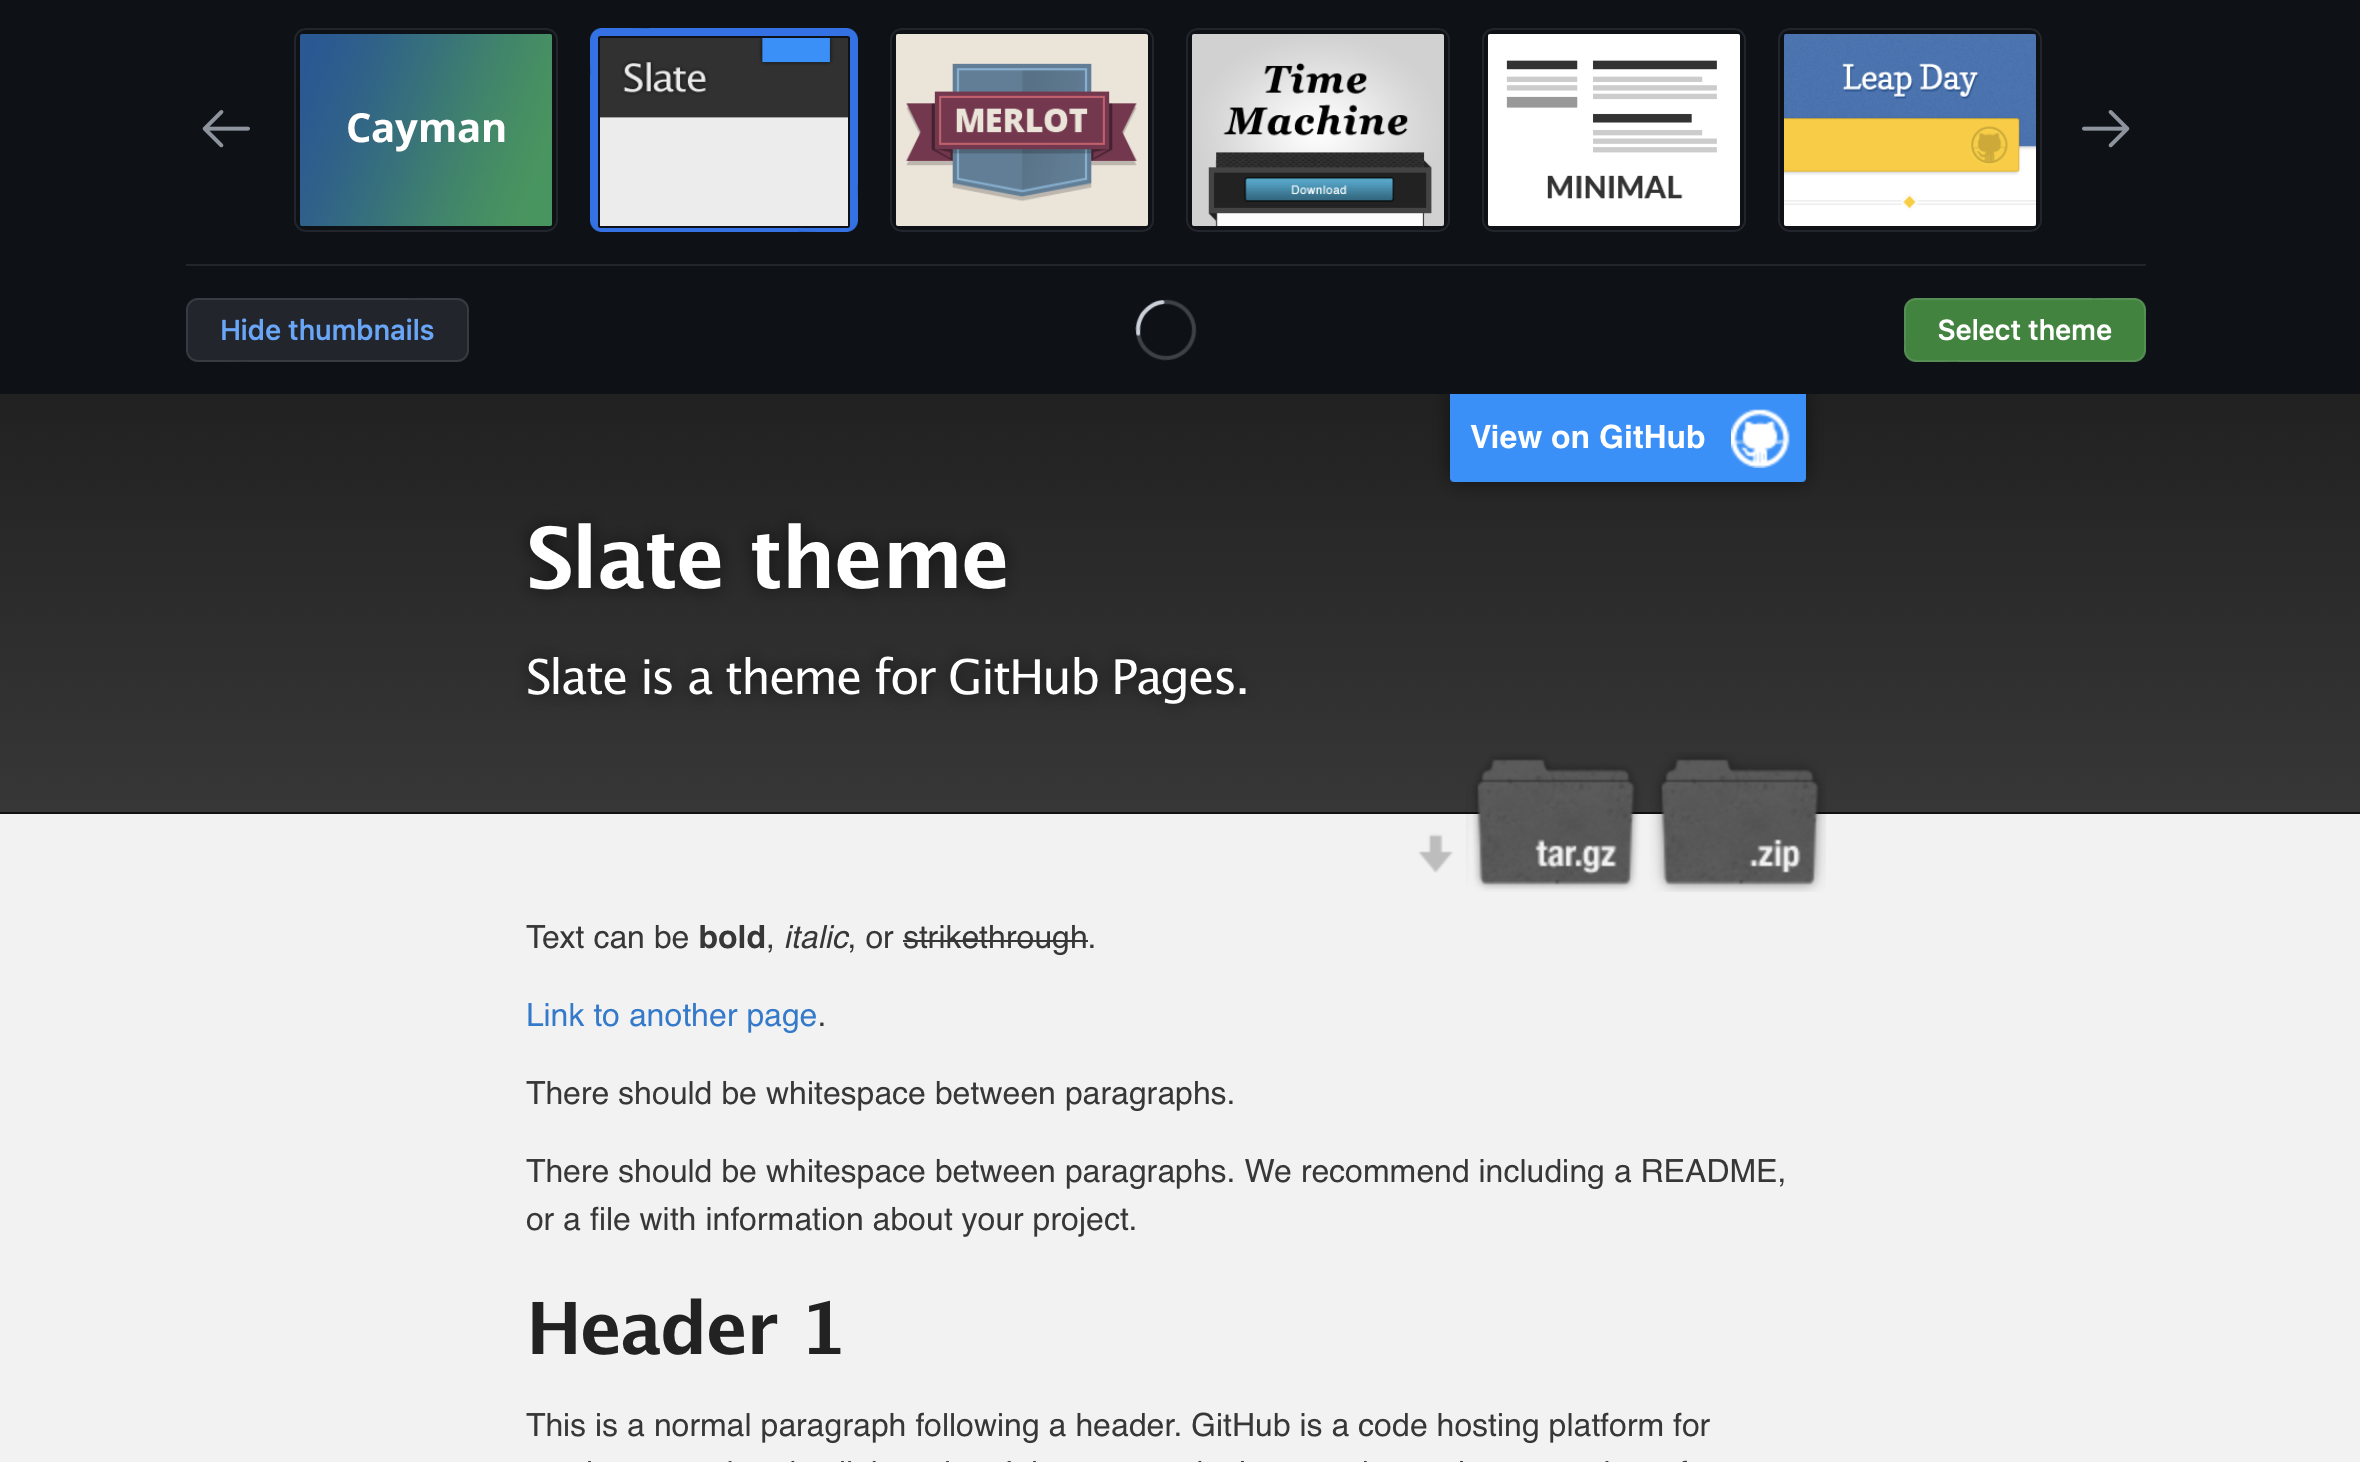 Cayman
Slate
MERLOT
Time
Machine
Download
MINIMAL
Leap Day
Hide thumbnails
Select theme
View on GitHub
Slate theme
Slate is a theme for GitHub Pages.
tar.gz
.zip
Text can be bold, italic, or strikethrough.
Link to another page.
There should be whitespace between paragraphs.
There should be whitespace between paragraphs. We recommend including a README,
or a file with information about your project.
Header 1
This is a normal paragraph following a header. GitHub is a code hosting platform for